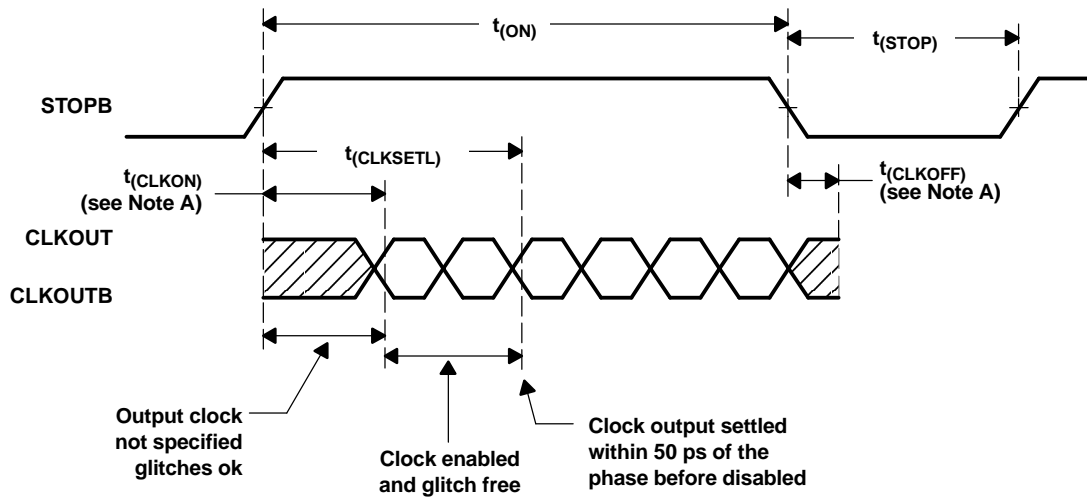 t(ON)
t(STOP)
STOPB
t(CLKSETL)
t(CLKON)
(see Note A)
t(CLKOFF)
(see Note A)
CLKOUT
CLKOUTB
Output clock
not specified
glitches ok
Clock enabled
and glitch free
Clock output settled
within 50 ps of the
phase before disabled